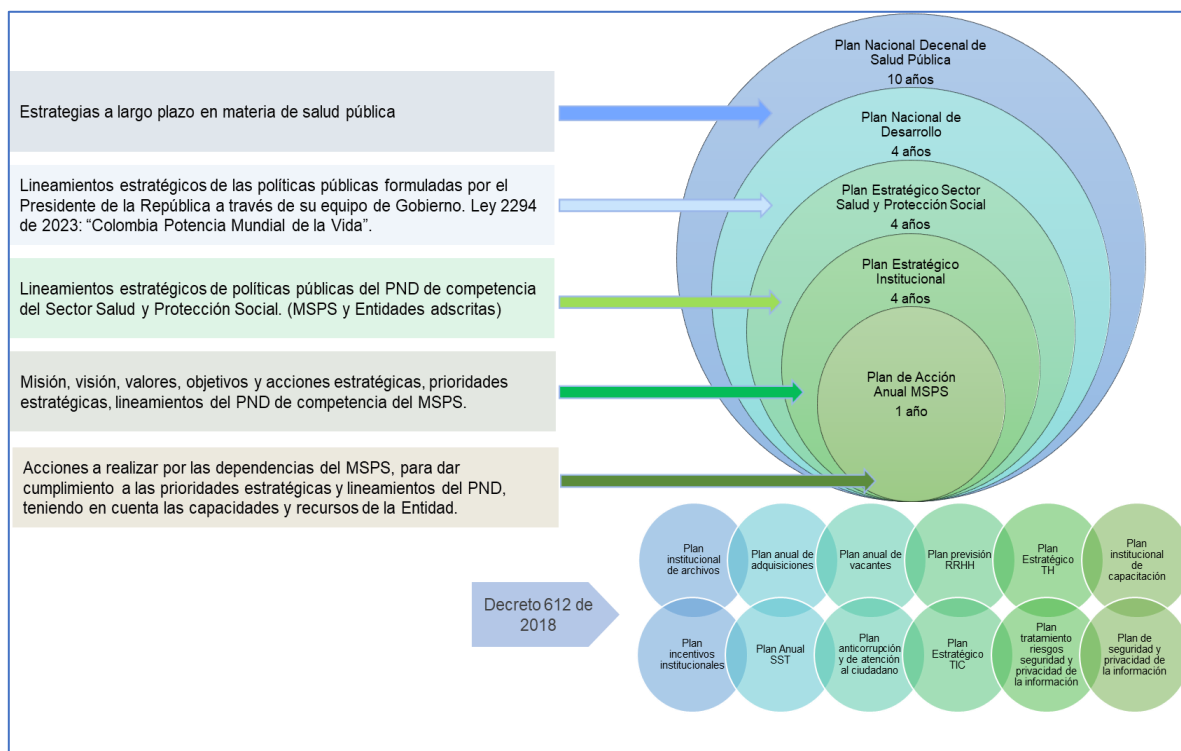 Estrategias a largo plazo en materia de salud pública
Lineamientos estratégicos de las políticas públicas formuladas por el
Presidente de la República a través de su equipo de Gobierno. Ley 2294
de 2023: “Colombia Potencia Mundial de la Vida”.
Lineamientos estratégicos de políticas públicas del PND de competencia
del Sector Salud y Protección Social. (MSPS y Entidades adscritas)
Misión, visión, valores, objetivos y acciones estratégicas, prioridades
estratégicas, lineamientos del PND de competencia del MSPS.
Acciones a realizar por las dependencias del MSPS, para dar
cumplimiento a las prioridades estratégicas y lineamientos del PND,
teniendo en cuenta las capacidades y recursos de la Entidad.
Plan Nacional Decenal de
Salud Pública
10 años
Plan Nacional de
Desarrollo
4 años
Plan Estratégico Sector
Salud y Protección Social
4 años
Plan Estratégico
Institucional
4 años
Plan de Acción
Anual MSPS
1 año
Decreto 612 de
2018
Plan
institucional
de archivos
Plan anual de
adquisiciones
Plan anual de
vacantes
Plan previsión
RRHH
Plan
Estratégico
TH
Plan
institucional
de
capacitación
Plan
incentivos
institucionales
Plan Anual
SST
Plan
anticorrupción
y de atención
al ciudadano
Plan
Estratégico
TIC
Plan
tratamiento
riesgos
seguridad y
privacidad de
la información
Plan de
seguridad y
privacidad de
la información